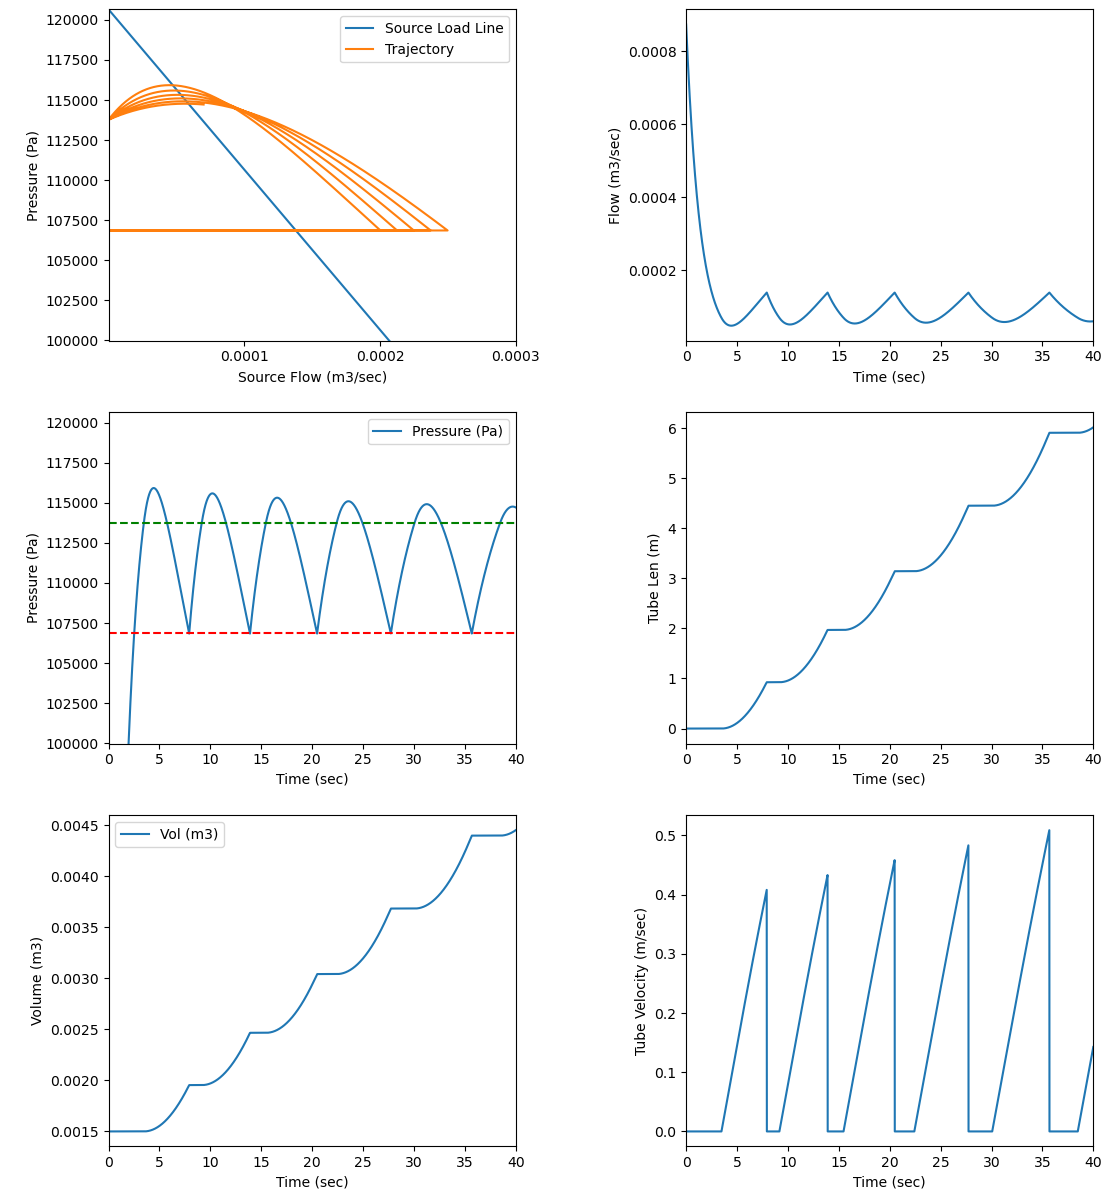 120000
117500
115000
112500
110000
107500
105000
102500
100000
Pressure (Pa)
Source Load Line
Trajectory
0.0001
0.0002
0.0003
Source Flow (m3/sec)
0.0008
0.0006
0.0004
0.0002
Flow (m3/sec)
0 5 10 15 20 25 30 35 40
Time (sec)
120000
117500
115000
112500
110000
107500
105000
102500
100000
Pressure (Pa)
Pressure (Pa)
0 5 10 15 20 25 30 35 40
Time (sec)
6
5
4
3
2
1
0
Tube Len (m)
0 5 10 15 20 25 30 35 40
Time (sec)
0.0045
0.0040
0.0035
0.0030
0.0025
0.0020
0.0015
Volume (m3)
Vol (m3)
0 5 10 15 20 25 30 35 40
Time (sec)
0.5
0.4
0.3
0.2
0.1
0.0
Tube Velocity (m/sec)
0 5 10 15 20 25 30 35 40
Time (sec)